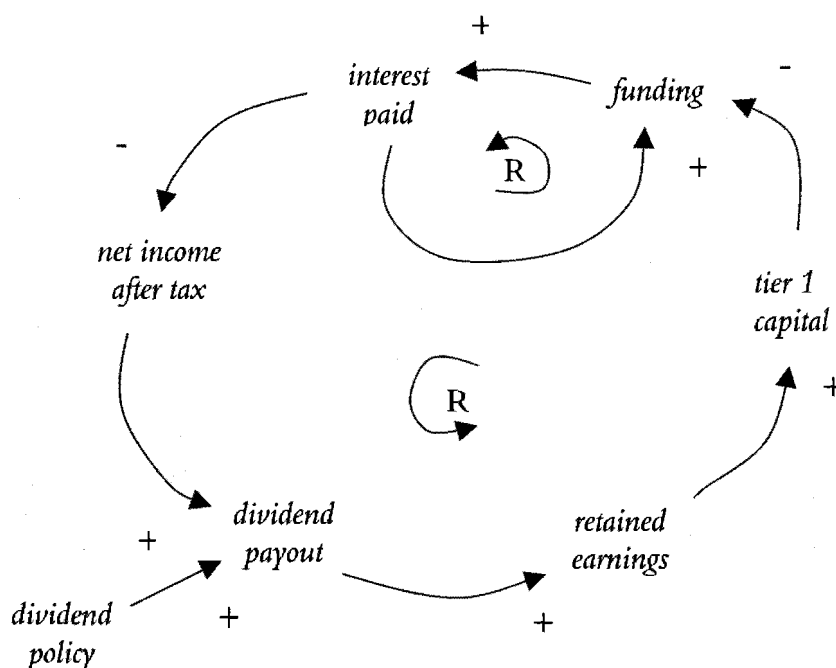 +
-
interest
paid
funding
-
R
+
net income
after tax
tier 1
capital
R
+
dividend
payout
retained
earnings
+
dividend
policy
+
+